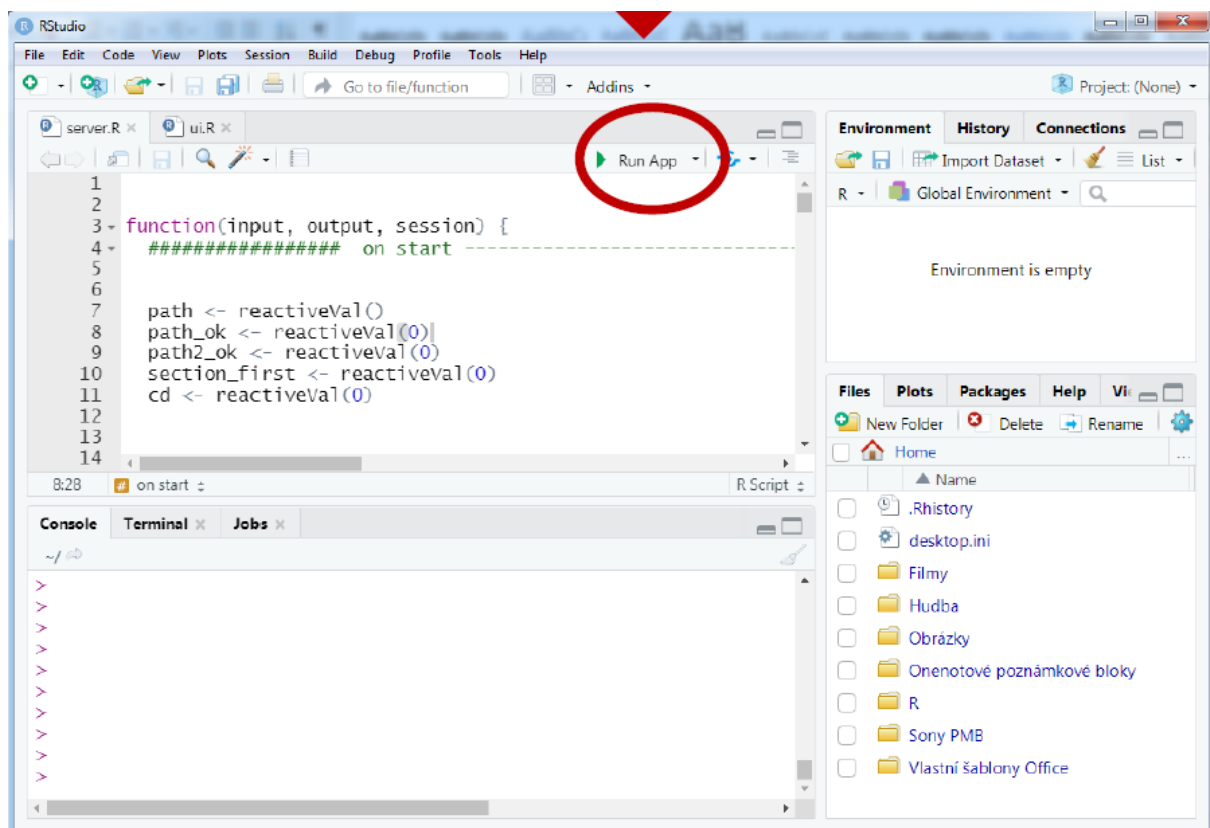 RStudio
File Edit Code View Plots Session Build Debug Profile Tools Help
Go to file/function Addins Project: (None)
server.R ui.R
Run App
1
2
3 function(input, output, session) {
4 ################# on start ------------------------------
5
6
7 path <- reactiveVal()
8 path_ok <- reactiveVal(0)
9 path2_ok <- reactiveVal(0)
10 section_first <- reactiveVal(0)
11 cd <- reactiveVal(0)
12
13
14
8:28 # on start R Script
Console Terminal Jobs
~/
>
>
>
>
>
>
>
>
>
>
Environment History Connections
Import Dataset List
R Global Environment
Environment is empty
Files Plots Packages Help
New Folder Delete Rename
Home ...
Name
.Rhistory
desktop.ini
Filmy
Hudba
Obrázky
Onenotové poznámkové bloky
R
Sony PMB
Vlastní šablony Office